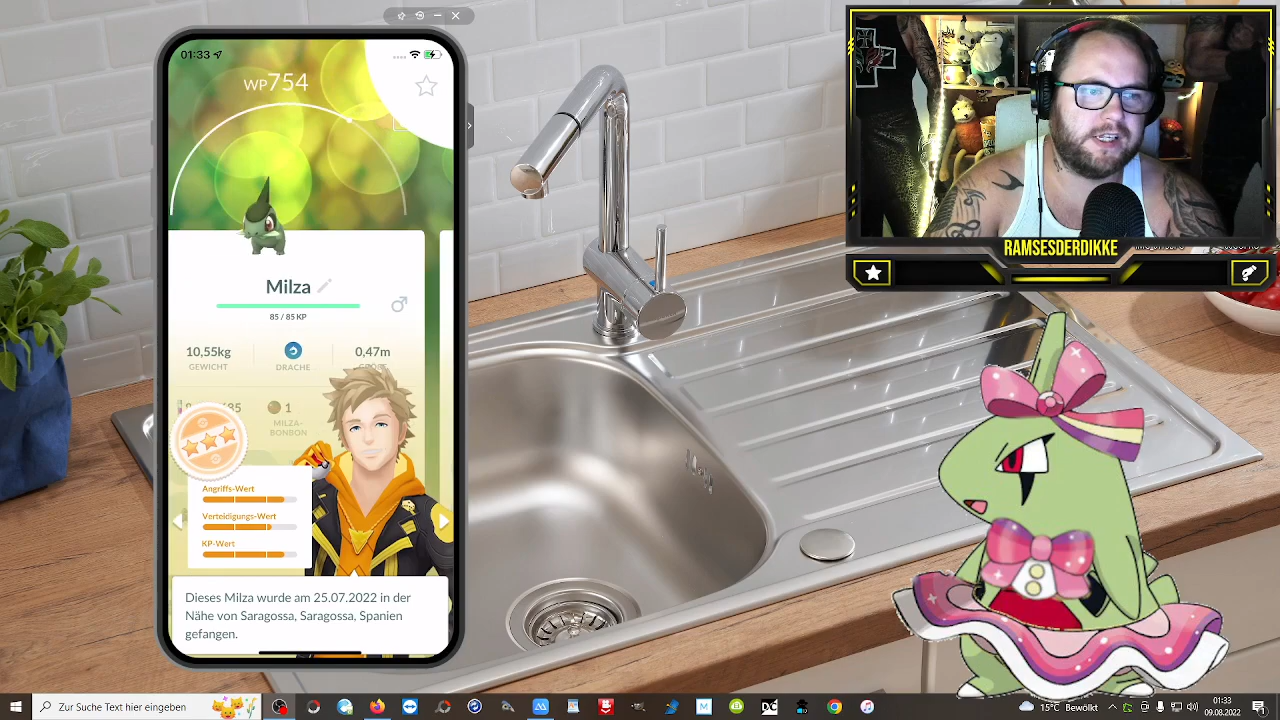 01:33
WP754
Milza
85 / 85 KP
10,55kg
GEWICHT
DRACHE
0,47m
GRÖßE
1
MILZA-
BONBON
Angriffs-Wert
Verteidigungs-Wert
KP-Wert
Dieses Milza wurde am 25.07.2022 in der
Nähe von Saragossa, Saragossa, Spanien
gefangen.
RAMSESDERDIKKE
Zur Suche Text hier eingeben
15°C Bewölkt
01:33
09.08.2022